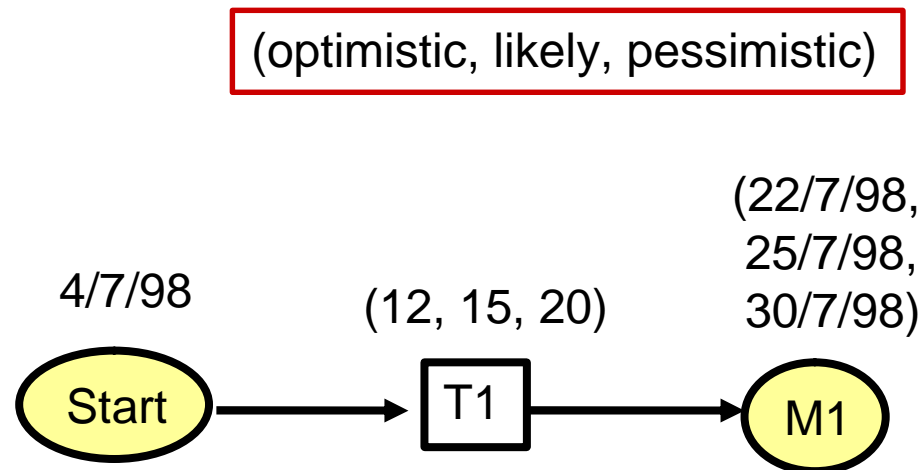 (optimistic, likely, pessimistic)
(22/7/98,
25/7/98,
30/7/98)
4/7/98
(12, 15, 20)
Start
T1
M1